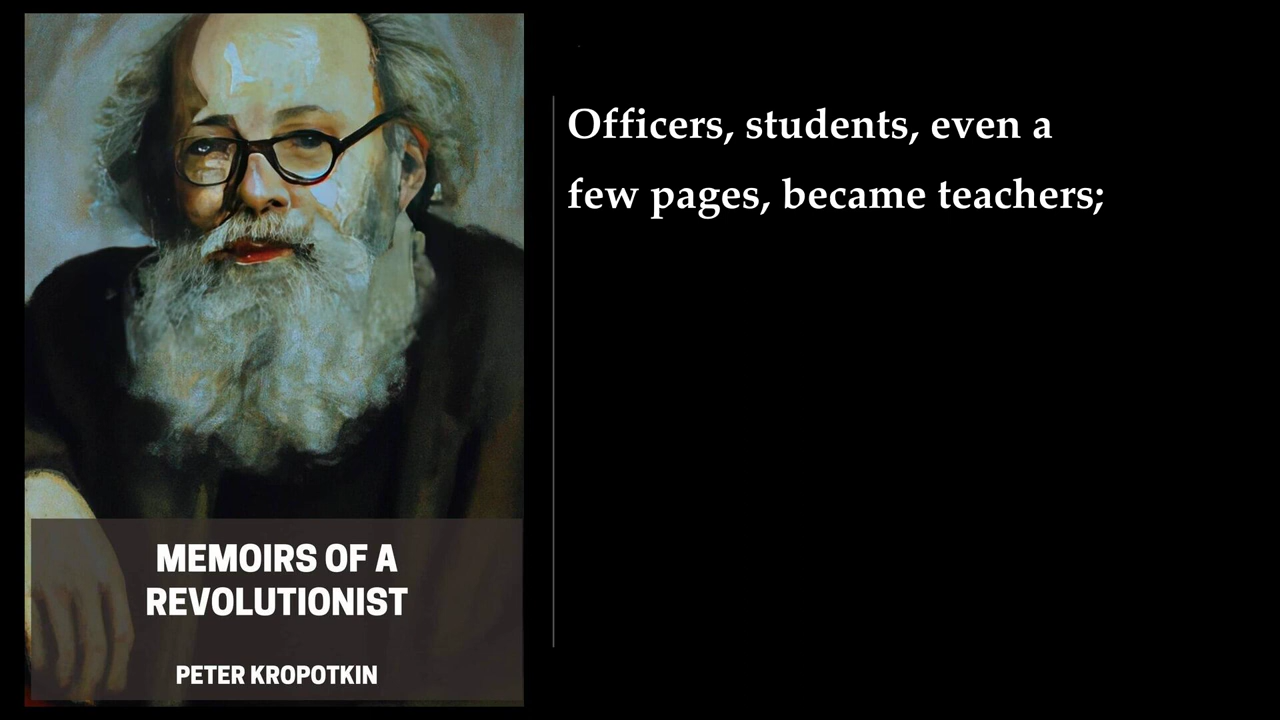 Officers, students, even a
few pages, became teachers;
MEMOIRS OF A
REVOLUTIONIST
PETER KROPOTKIN